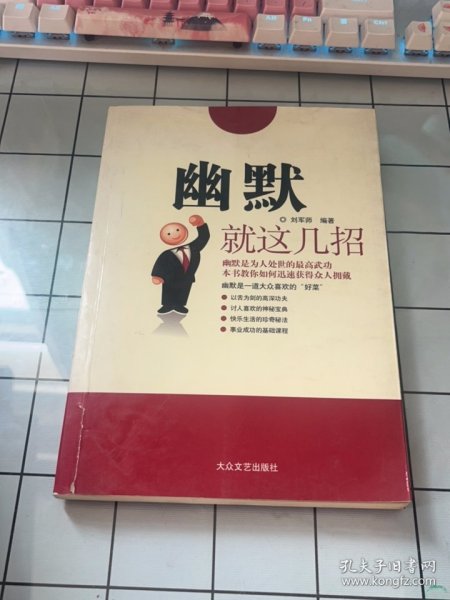 幽默
◎ 刘军师 编著
就这几招
幽默是为人处世的最高武功
本书教你如何迅速获得众人拥戴
幽默是一道大众喜欢的“好菜”
● 以舌为剑的高深功夫
● 讨人喜欢的神秘宝典
● 快乐生活的珍奇秘法
● 事业成功的基础课程
大众文艺出版社
孔夫子旧书网
www.kongfz.com